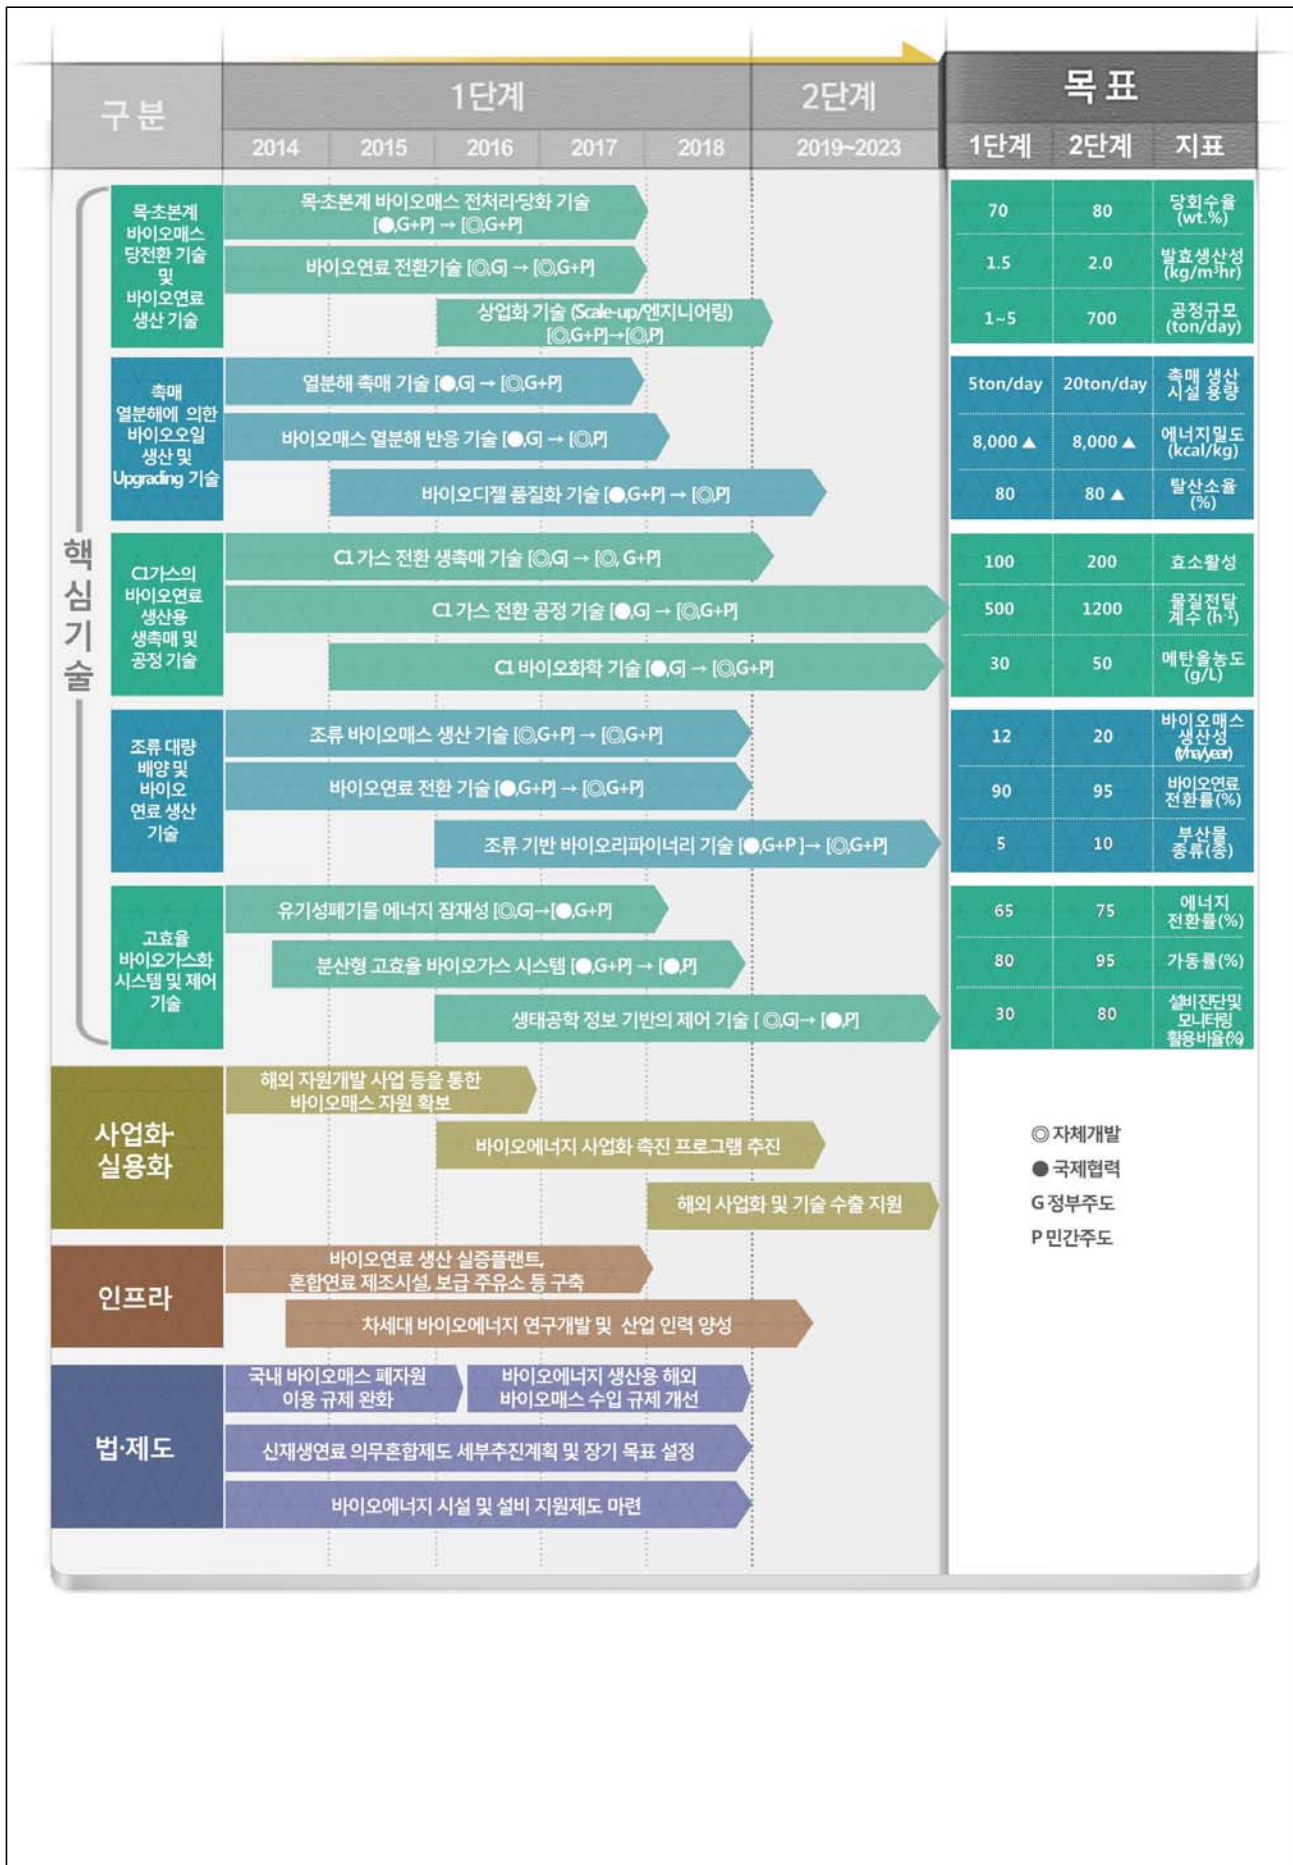 구분
1단계
2단계
목표
2014
2015
2016
2017
2018
2019~2023
1단계
2단계
지표
핵심기술
목·초본계
바이오매스
당전환 기술
및
바이오연료
생산 기술
목·초본계 바이오매스 전처리·당화 기술
[●,G+P] → [◎,G+P]
바이오연료 전환기술 [◎,G] → [◎,G+P]
상업화 기술 (Scale-up/엔지니어링)
[◎,G+P]→[◎,P]
70
80
당회수율
(wt.%)
1.5
2.0
발효생산성
(kg/m³hr)
1~5
700
공정규모
(ton/day)
촉매
열분해에 의한
바이오오일
생산 및
Upgrading 기술
열분해 촉매 기술 [●,G] → [◎,G+P]
바이오매스 열분해 반응 기술 [●,G] → [◎,P]
바이오디젤 품질화 기술 [●,G+P] → [◎,P]
5ton/day
20ton/day
촉매 생산
시설 용량
8,000 ▲
8,000 ▲
에너지밀도
(kcal/kg)
80
80 ▲
탈산소율
(%)
C1가스의
바이오연료
생산용
생촉매 및
공정 기술
C1 가스 전환 생촉매 기술 [◎,G] → [◎, G+P]
C1 가스 전환 공정 기술 [●,G] → [◎,G+P]
C1 바이오화학 기술 [●,G] → [◎,G+P]
100
200
효소활성
500
1200
물질전달
계수 (h⁻¹)
30
50
메탄올농도
(g/L)
조류 대량
배양 및
바이오
연료 생산
기술
조류 바이오매스 생산 기술 [◎,G+P] → [◎,G+P]
바이오연료 전환 기술 [●,G+P] → [◎,G+P]
조류 기반 바이오리파이너리 기술 [●,G+P ]→ [◎,G+P]
12
20
바이오매스
생산성
(t/ha/year)
90
95
바이오연료
전환률(%)
5
10
부산물
종류(종)
고효율
바이오가스화
시스템 및 제어
기술
유기성폐기물 에너지 잠재성 [◎,G]→[●,G+P]
분산형 고효율 바이오가스 시스템 [●,G+P] → [●,P]
생태공학 정보 기반의 제어 기술 [ ◎,G]→ [●,P]
65
75
에너지
전환률(%)
80
95
가동률(%)
30
80
설비진단및
모니터링
활용비율(%)
사업화·
실용화
해외 자원개발 사업 등을 통한
바이오매스 자원 확보
바이오에너지 사업화 촉진 프로그램 추진
해외 사업화 및 기술 수출 지원
◎ 자체개발
● 국제협력
G 정부주도
P 민간주도
인프라
바이오연료 생산 실증플랜트,
혼합연료 제조시설, 보급 주유소 등 구축
차세대 바이오에너지 연구개발 및 산업 인력 양성
법·제도
국내 바이오매스 폐자원
이용 규제 완화
바이오에너지 생산용 해외
바이오매스 수입 규제 개선
신재생연료 의무혼합제도 세부추진계획 및 장기 목표 설정
바이오에너지 시설 및 설비 지원제도 마련